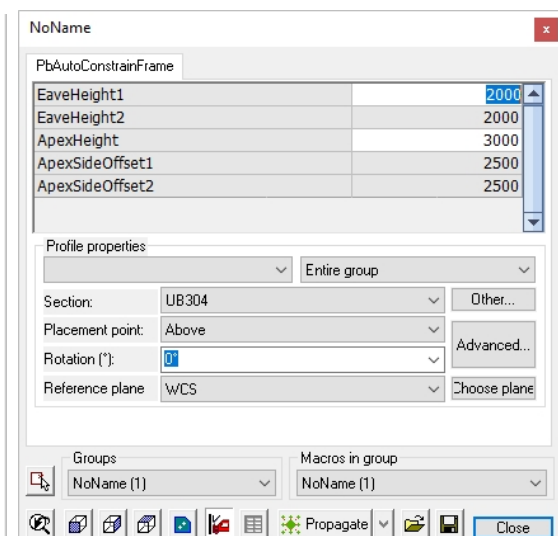 NoName
x
PbAutoConstrainFrame
EaveHeight1 2000
EaveHeight2 2000
ApexHeight 3000
ApexSideOffset1 2500
ApexSideOffset2 2500
Profile properties
Entire group
Section: UB304 Other...
Placement point: Above
Advanced...
Rotation (°): 0°
Reference plane WCS Choose plane
Groups Macros in group
NoName (1) NoName (1)
Propagate Close